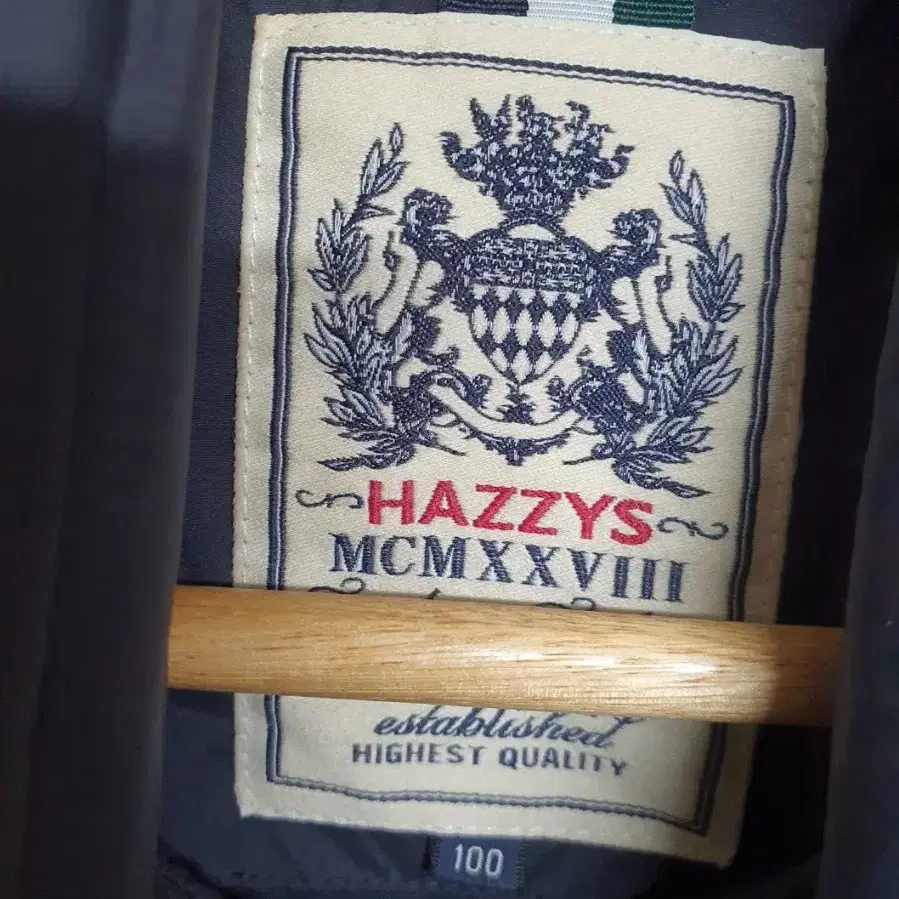 HAZZYS
MCMXXVIII
established
HIGHEST QUALITY
100